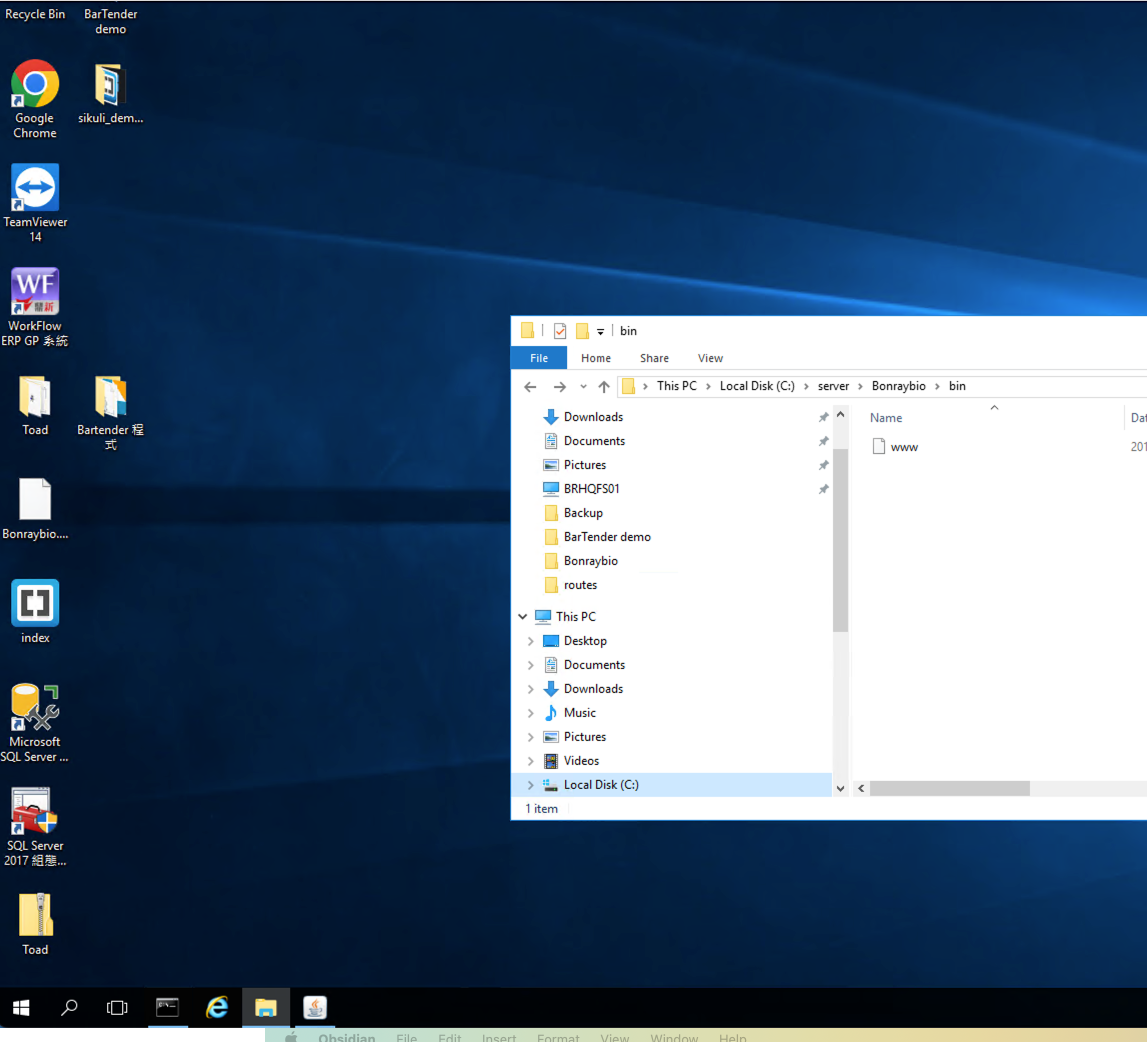 Recycle Bin
BarTender
demo
Google
Chrome
sikuli_dem...
TeamViewer
14
WF
鼎新
WorkFlow
ERP GP 系統
Toad
Bartender 程
式
Bonraybio....
index
Microsoft
SQL Server ...
SQL Server
2017 組態...
Toad
bin
File Home Share View
This PC › Local Disk (C:) › server › Bonraybio › bin
Downloads
Documents
Pictures
BRHQFS01
Backup
BarTender demo
Bonraybio
routes
This PC
Desktop
Documents
Downloads
Music
Pictures
Videos
Local Disk (C:)
1 item
Name Dat
www 201
Obsidian File Edit Insert Format View Window Help